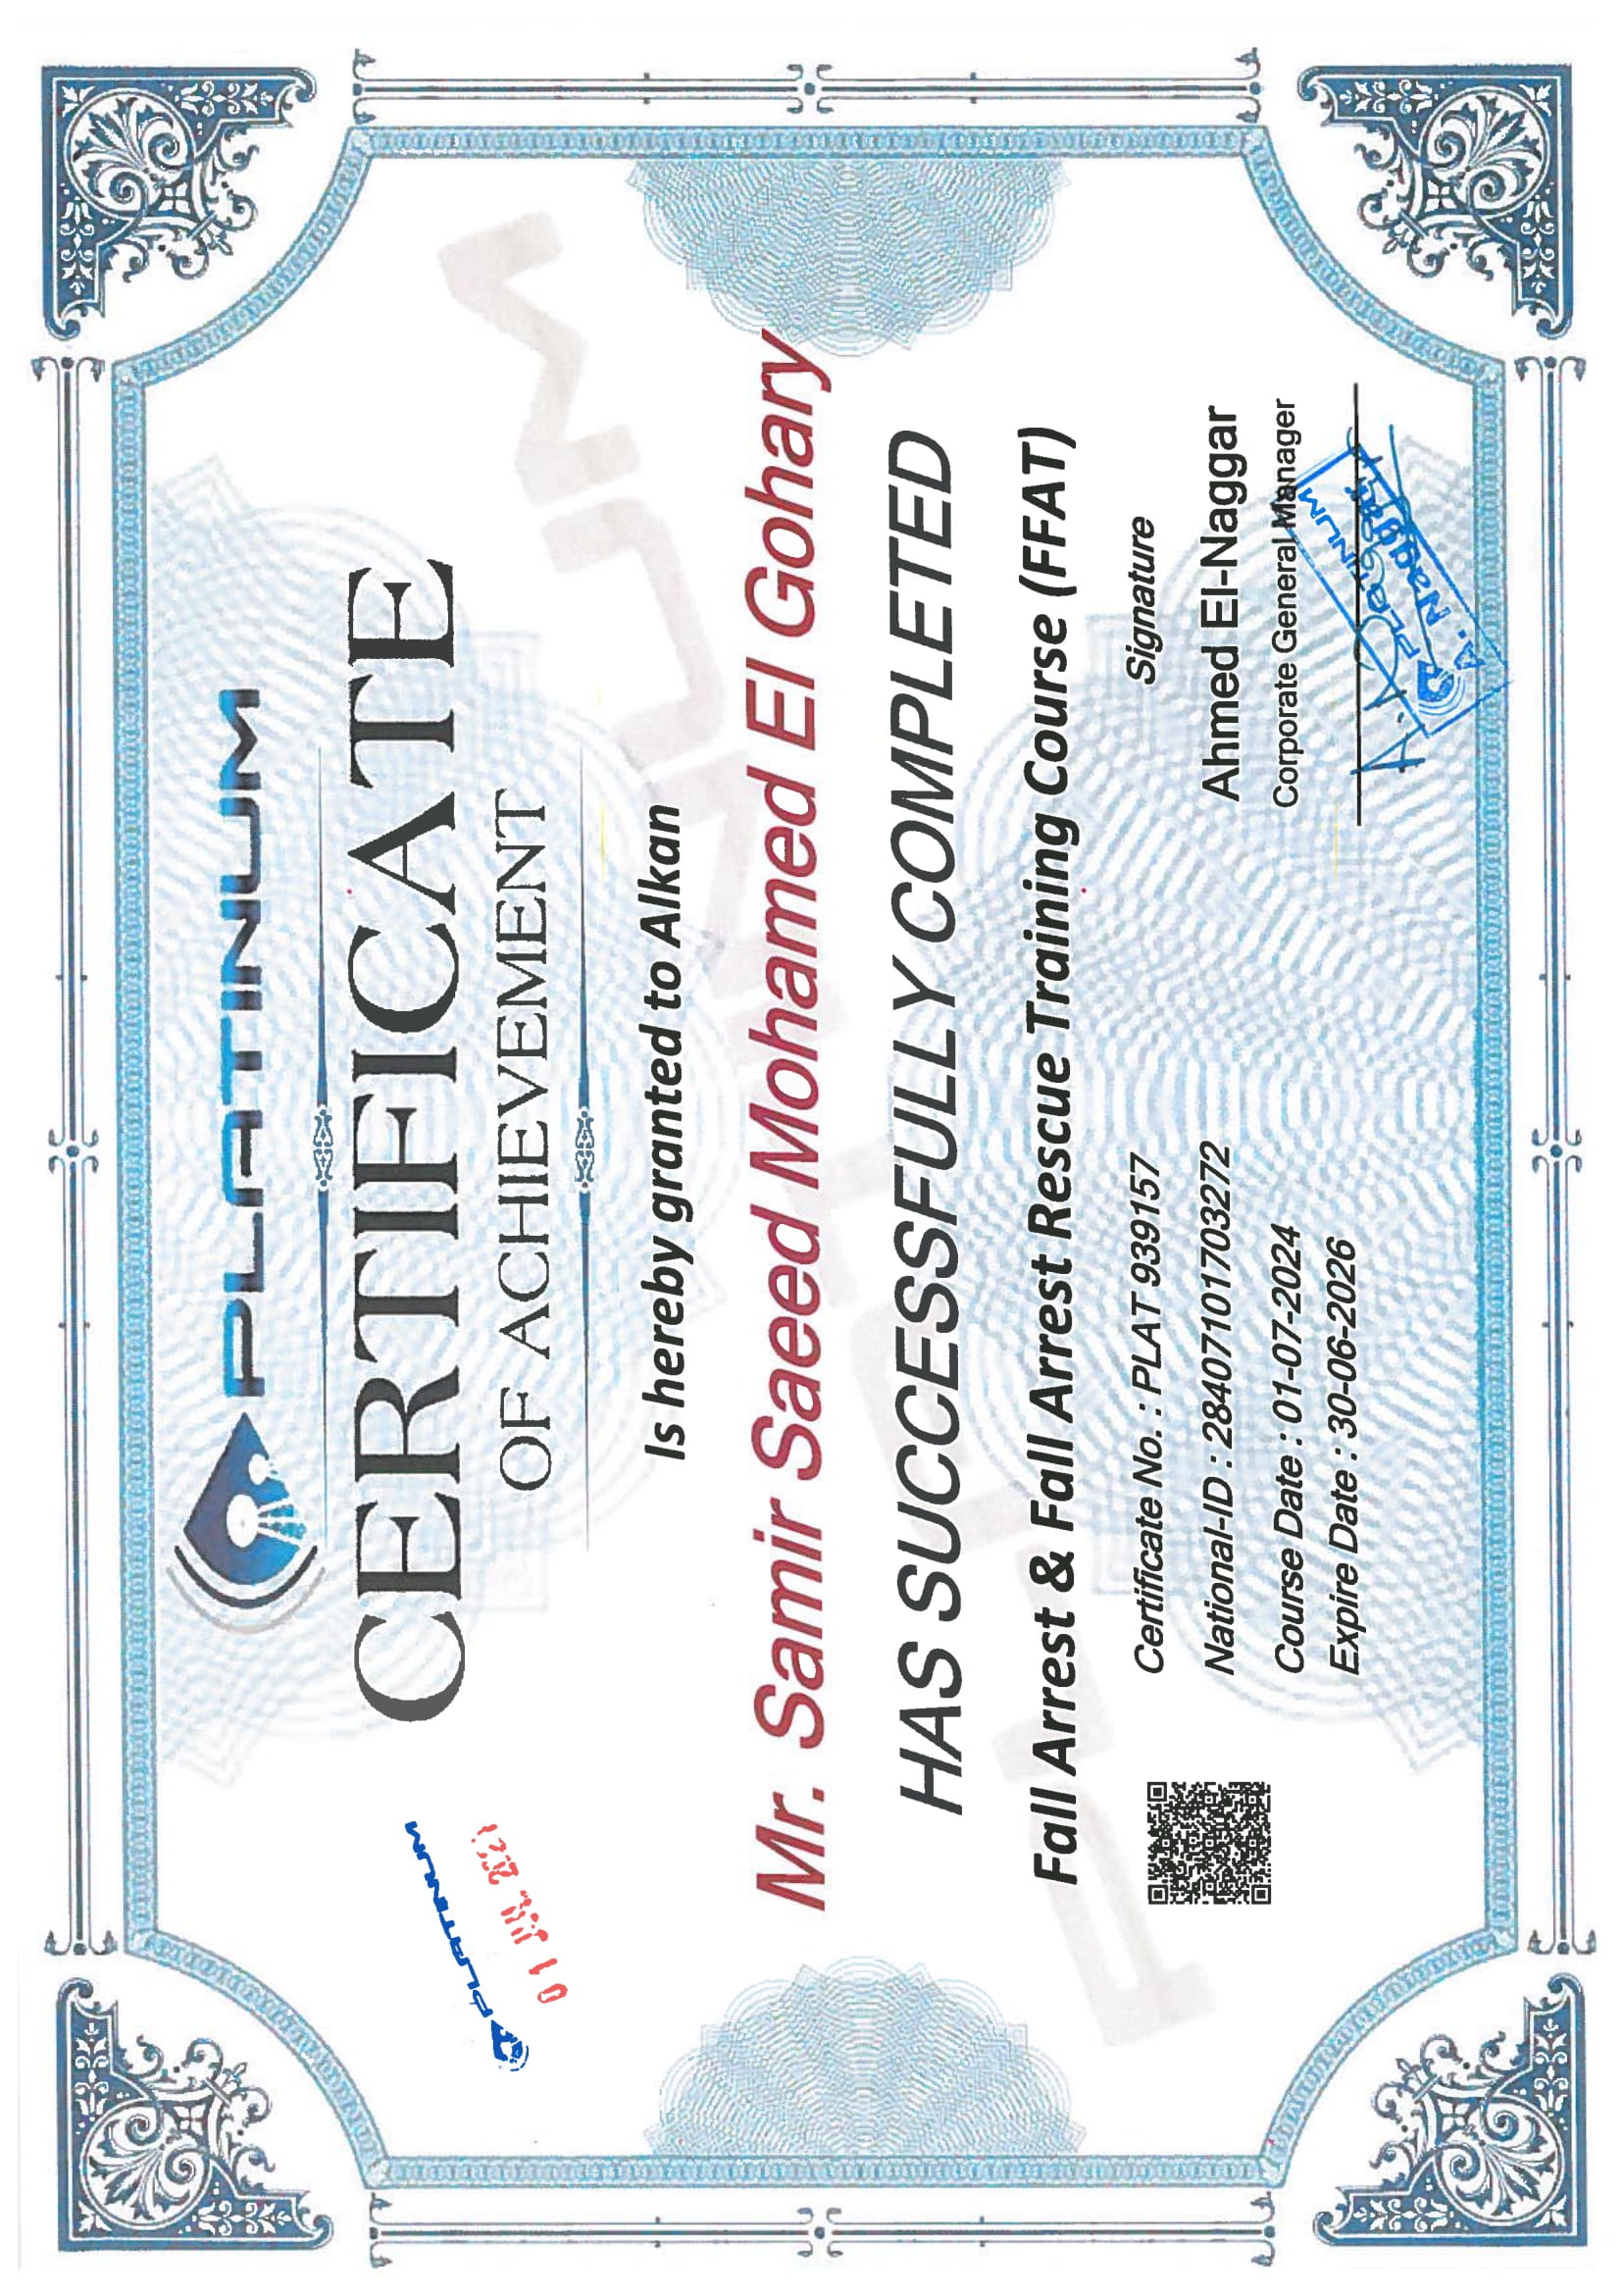 PLATINUM
CERTIFICATE
OF ACHIEVEMENT
Is hereby granted to Alkan
Mr. Samir Saeed Mohamed El Gohary
HAS SUCCESSFULLY COMPLETED
Fall Arrest & Fall Arrest Rescue Training Course (FFAT)
Certificate No. : PLAT 939157
National-ID : 28407101703272
Course Date : 01-07-2024
Expire Date : 30-06-2026
Signature
Ahmed El-Naggar
Corporate General Manager
PLATINUM
A. Naggar
PLATINUM
01 JUL 2024
PLATINUM